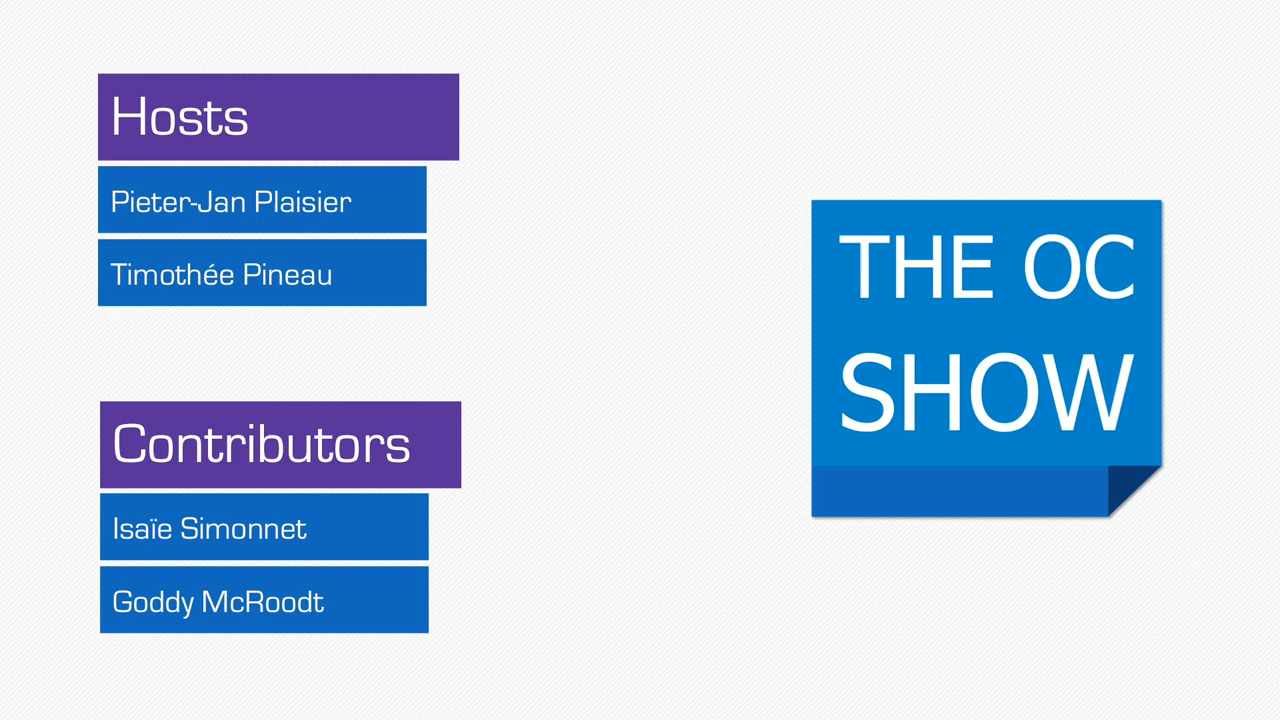 Hosts
Pieter-Jan Plaisier
Timothée Pineau
Contributors
Isaïe Simonnet
Goddy McRoodt
THE OC
SHOW